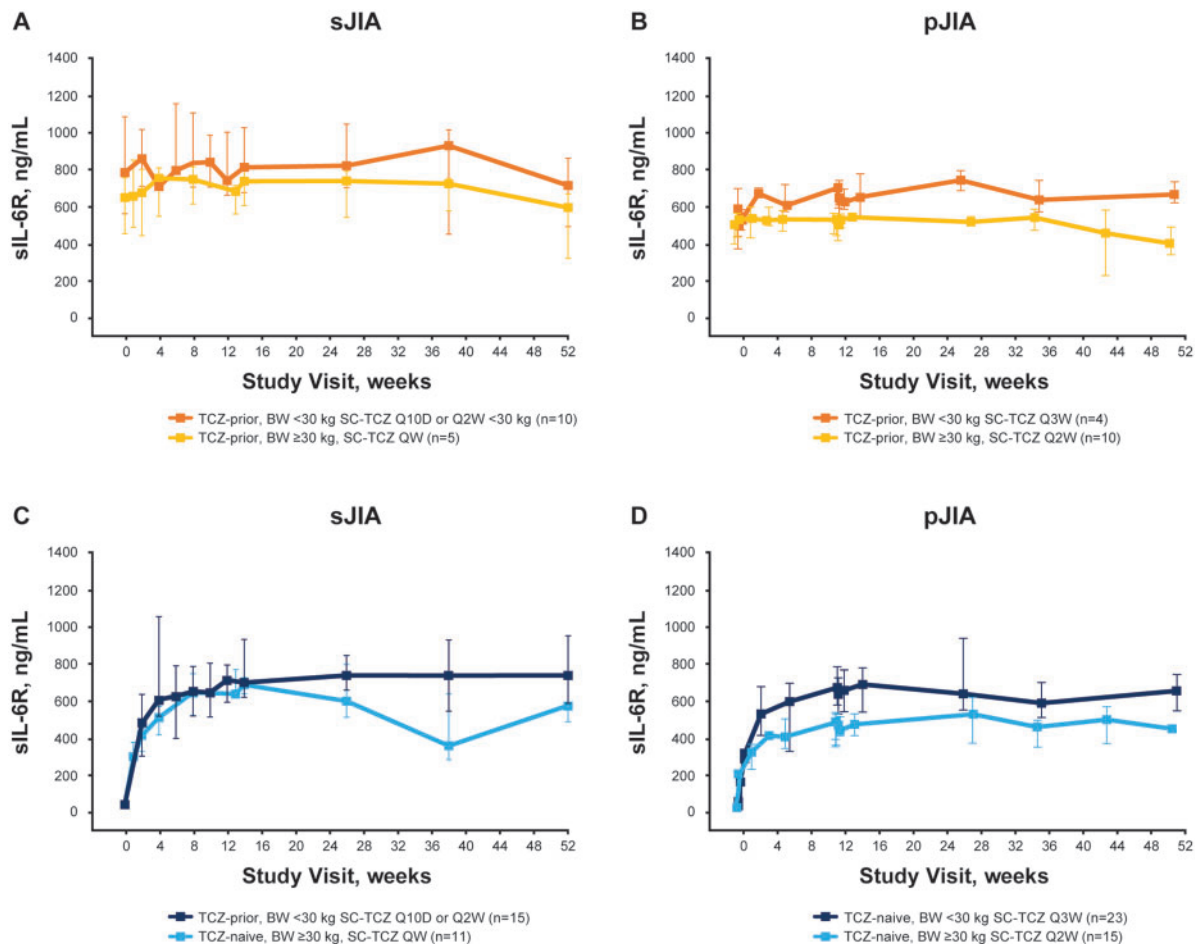 A
sJIA
1400
1200
1000
800
600
400
200
0
sIL-6R, ng/mL
0 4 8 12 16 20 24 28 32 36 40 44 48 52
Study Visit, weeks
TCZ-prior, BW <30 kg SC-TCZ Q10D or Q2W <30 kg (n=10)
TCZ-prior, BW ≥30 kg, SC-TCZ QW (n=5)
B
pJIA
1400
1200
1000
800
600
400
200
0
sIL-6R, ng/mL
0 4 8 12 16 20 24 28 32 36 40 44 48 52
Study Visit, weeks
TCZ-prior, BW <30 kg SC-TCZ Q3W (n=4)
TCZ-prior, BW ≥30 kg, SC-TCZ Q2W (n=10)
C
sJIA
1400
1200
1000
800
600
400
200
0
sIL-6R, ng/mL
0 4 8 12 16 20 24 28 32 36 40 44 48 52
Study Visit, weeks
TCZ-prior, BW <30 kg SC-TCZ Q10D or Q2W (n=15)
TCZ-naive, BW ≥30 kg, SC-TCZ QW (n=11)
D
pJIA
1400
1200
1000
800
600
400
200
0
sIL-6R, ng/mL
0 4 8 12 16 20 24 28 32 36 40 44 48 52
Study Visit, weeks
TCZ-naive, BW <30 kg SC-TCZ Q3W (n=23)
TCZ-naive, BW ≥30 kg SC-TCZ Q2W (n=15)